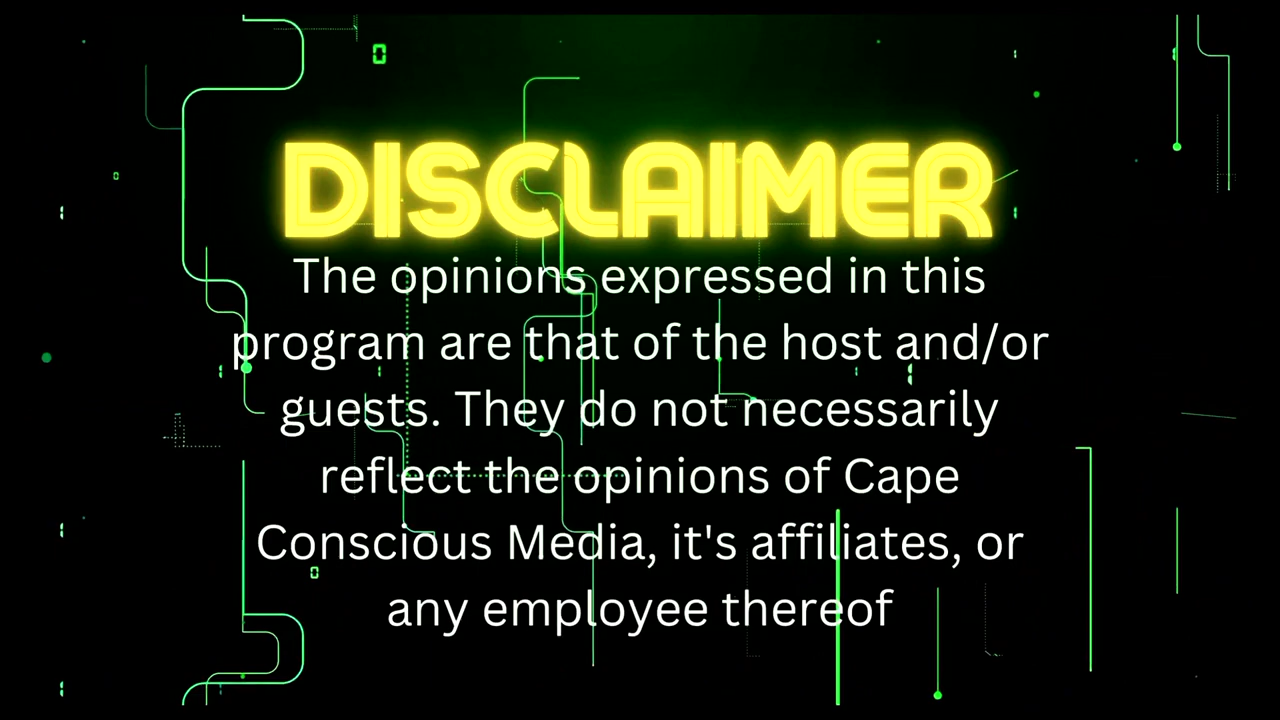 DISCLAIMER
The opinions expressed in this
program are that of the host and/or
guests. They do not necessarily
reflect the opinions of Cape
Conscious Media, it's affiliates, or
any employee thereof